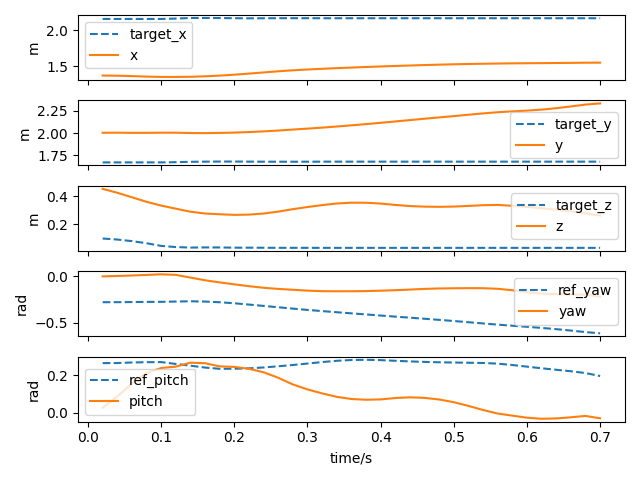 2.0
1.5
m
target_x
x
2.25
2.00
1.75
m
target_y
y
0.4
0.2
m
target_z
z
0.0
−0.5
rad
ref_yaw
yaw
0.2
0.0
rad
ref_pitch
pitch
0.0 0.1 0.2 0.3 0.4 0.5 0.6 0.7
time/s